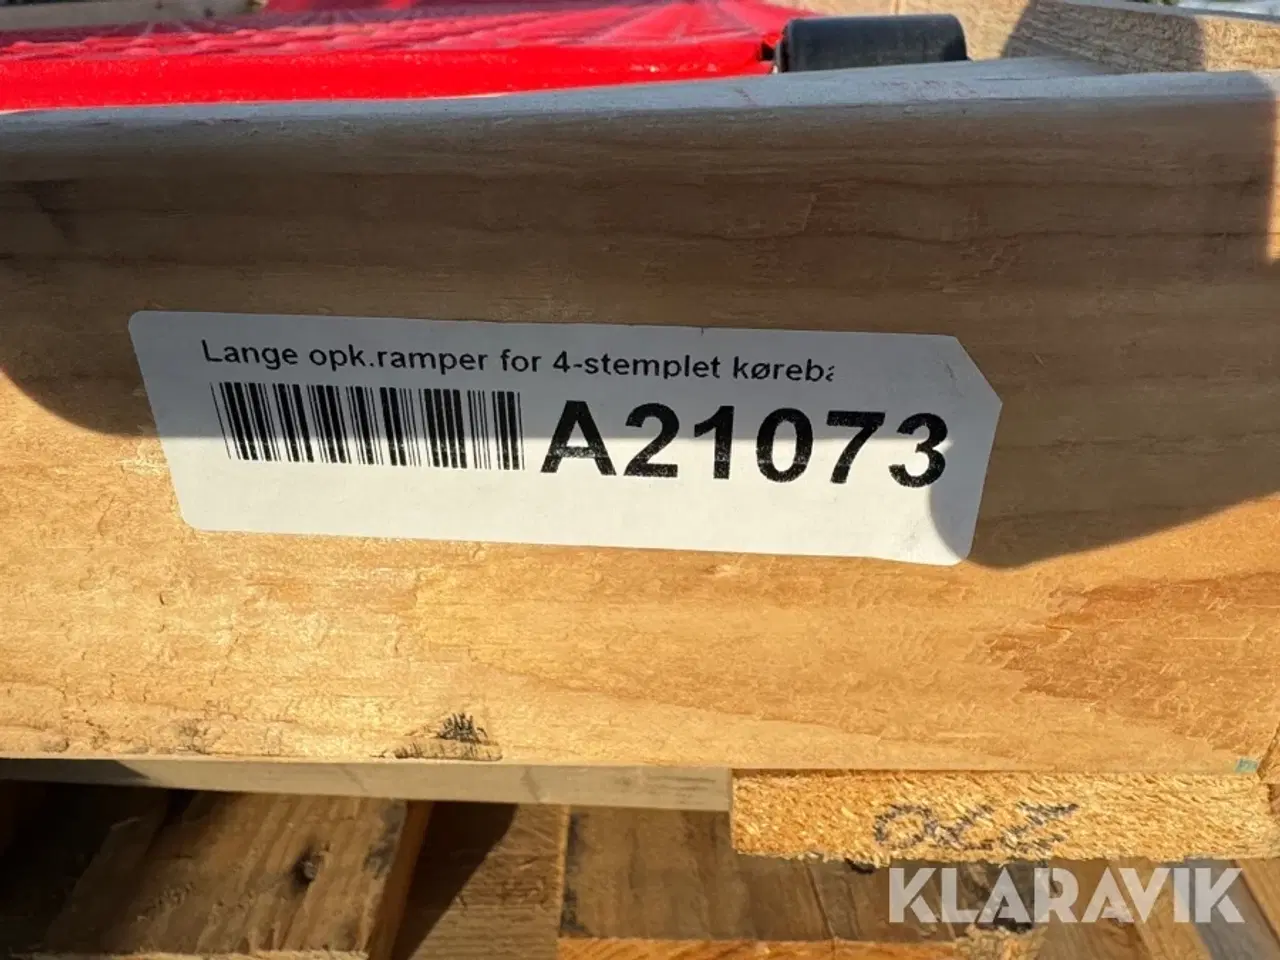 Lange opk.ramper for 4-stemplet køreba
A21073
KLARAVIK